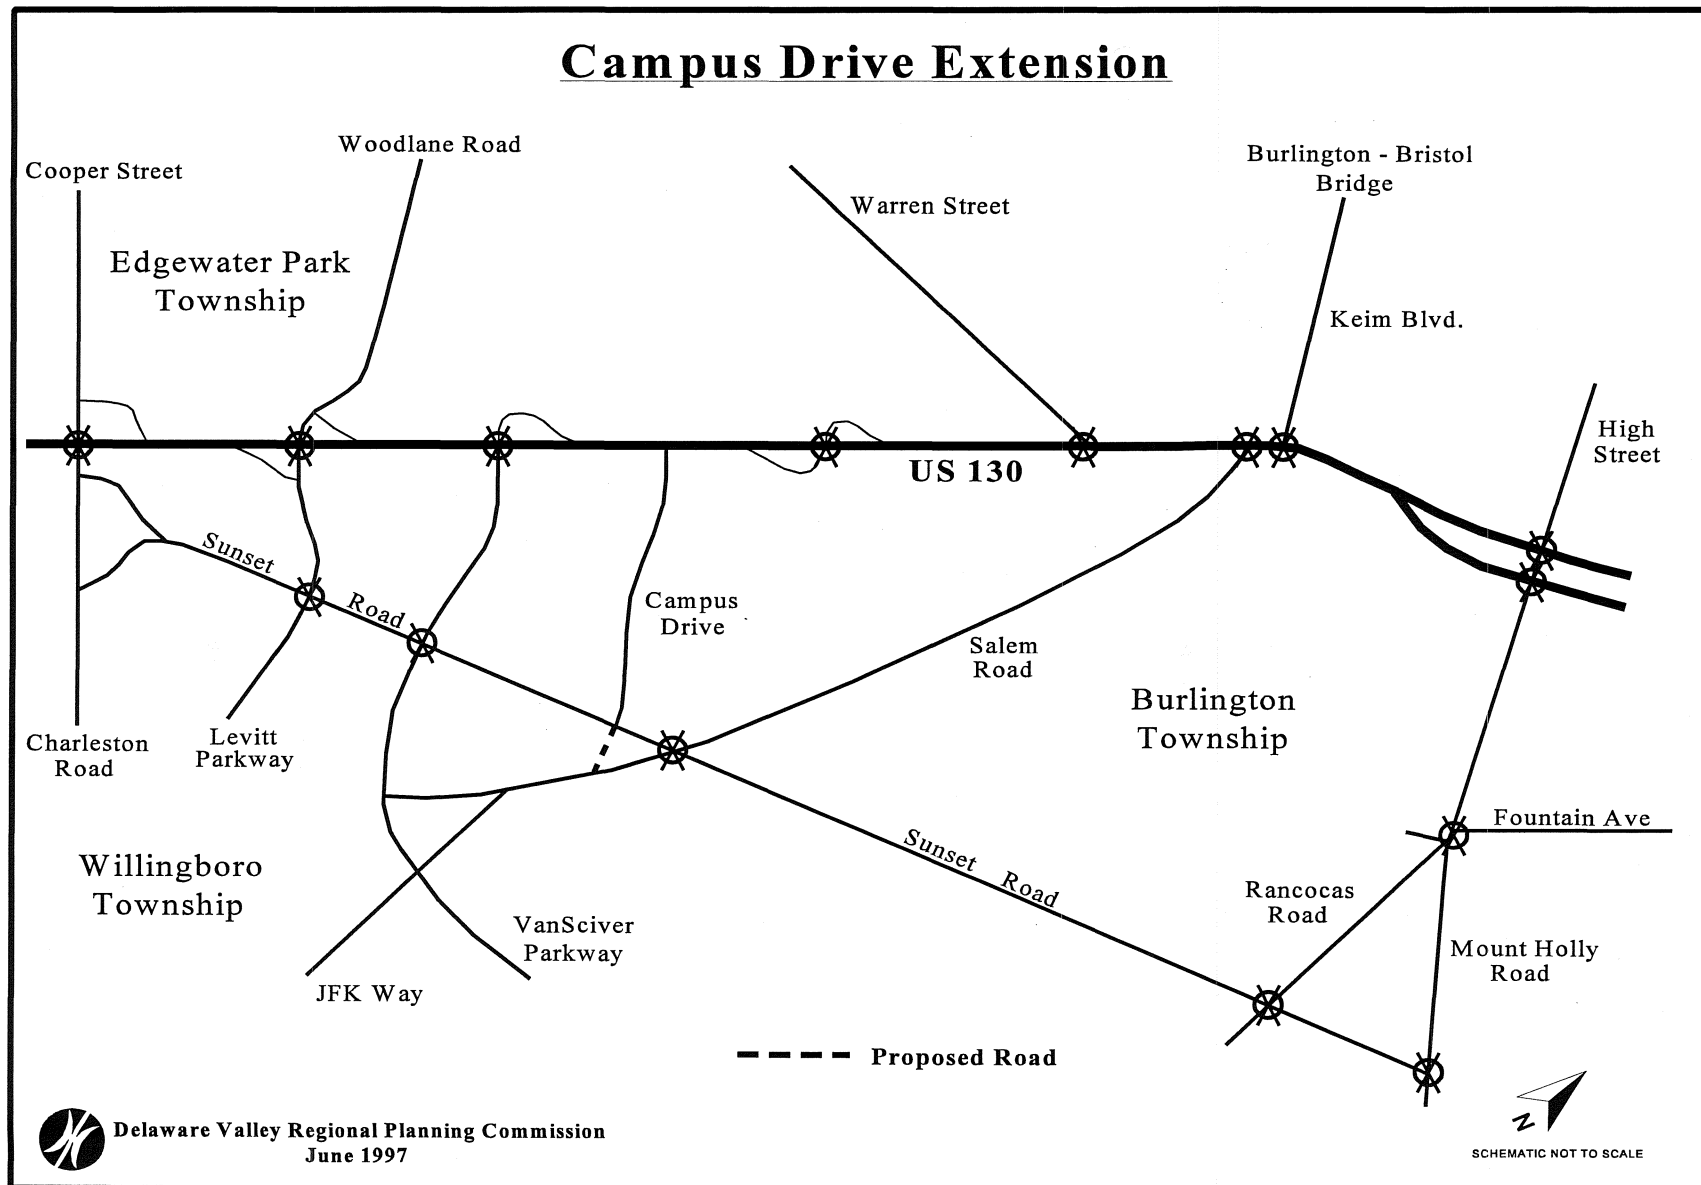 Campus Drive Extension
Woodlane Road
Cooper Street
Burlington - Bristol
Bridge
Warren Street
Edgewater Park
Township
Keim Blvd.
High
Street
US 130
Sunset
Road
Campus
Drive
Salem
Road
Burlington
Township
Charleston
Road
Levitt
Parkway
Fountain Ave
Sunset
Road
Willingboro
Township
Rancocas
Road
VanSciver
Parkway
Mount Holly
Road
JFK Way
Proposed Road
Delaware Valley Regional Planning Commission
June 1997
N
SCHEMATIC NOT TO SCALE